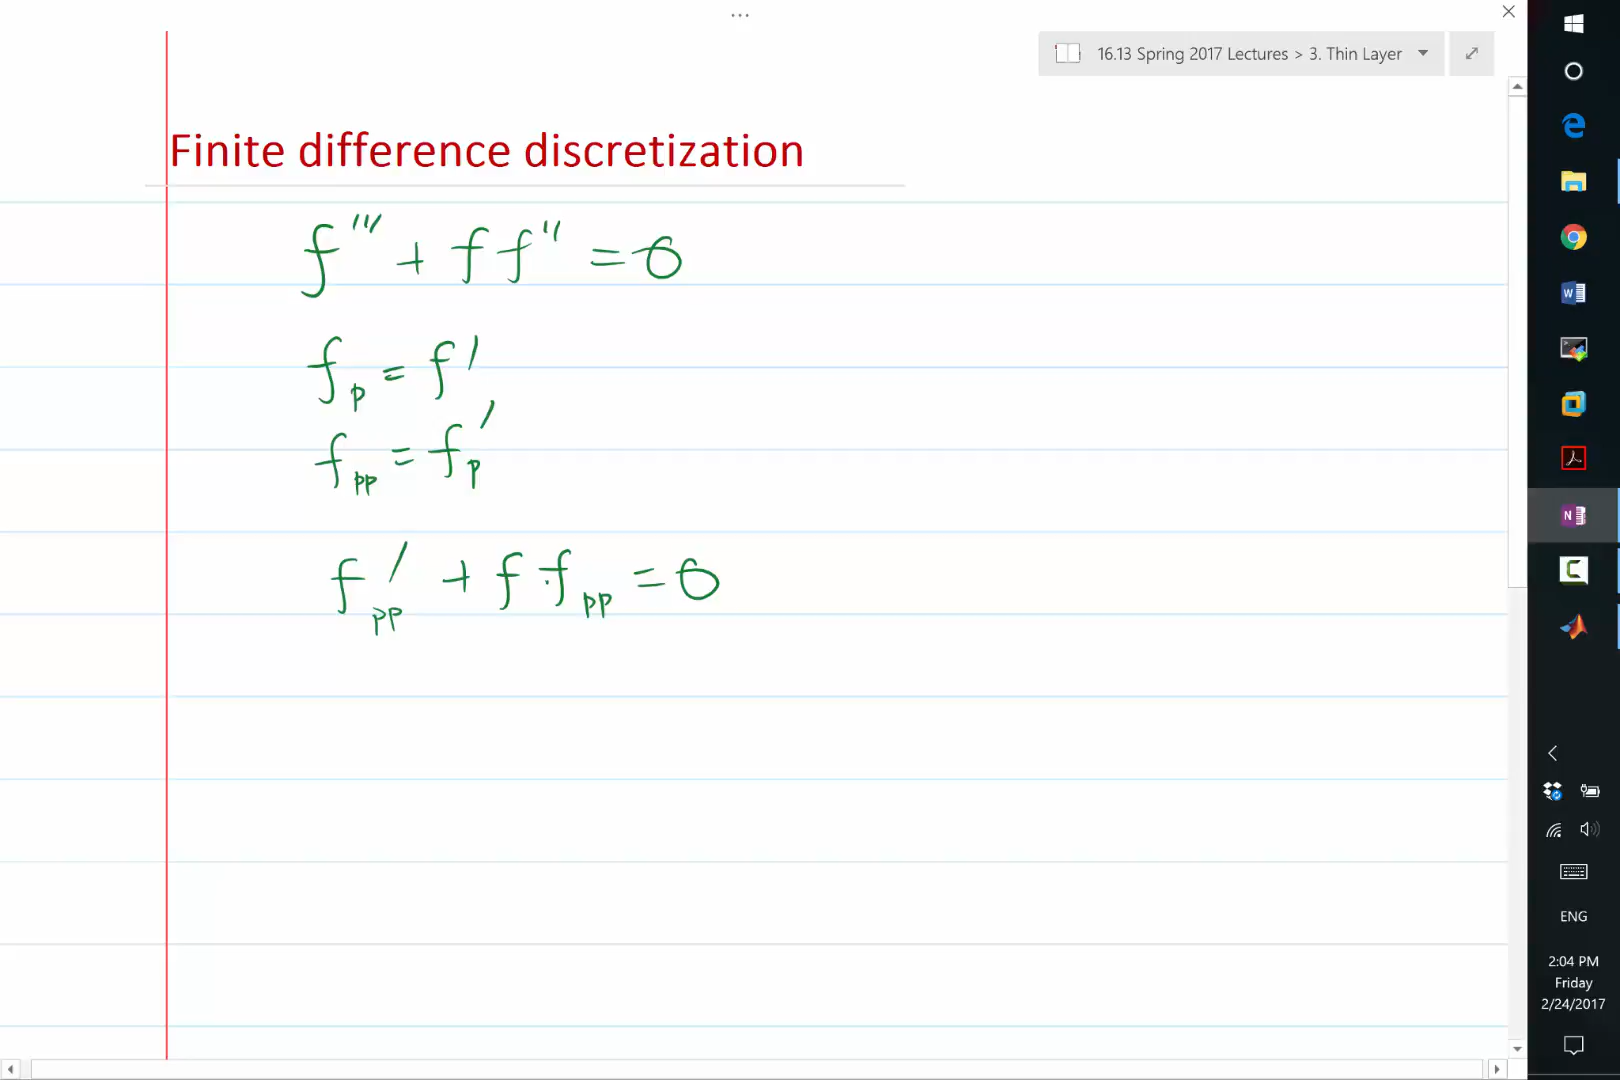 ...
16.13 Spring 2017 Lectures > 3. Thin Layer
Finite difference discretization
f''' + f f'' = 0
f_p = f'
f_pp = f_p'
f_pp' + f · f_pp = 0
ENG
2:04 PM
Friday
2/24/2017